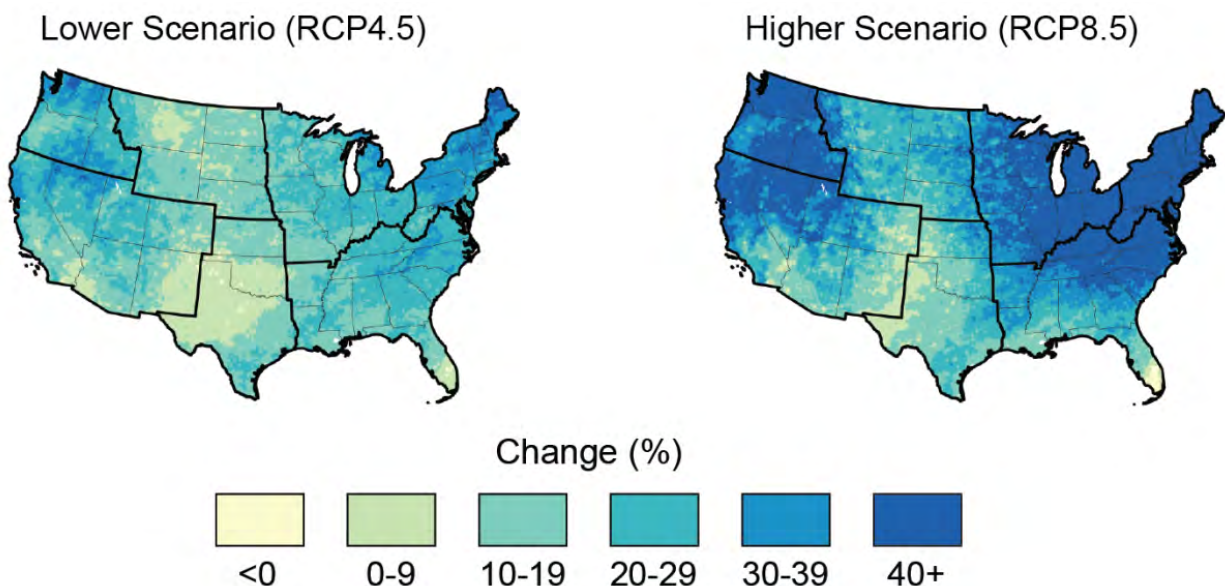 Lower Scenario (RCP4.5)
Higher Scenario (RCP8.5)
Change (%)
<0
0-9
10-19
20-29
30-39
40+